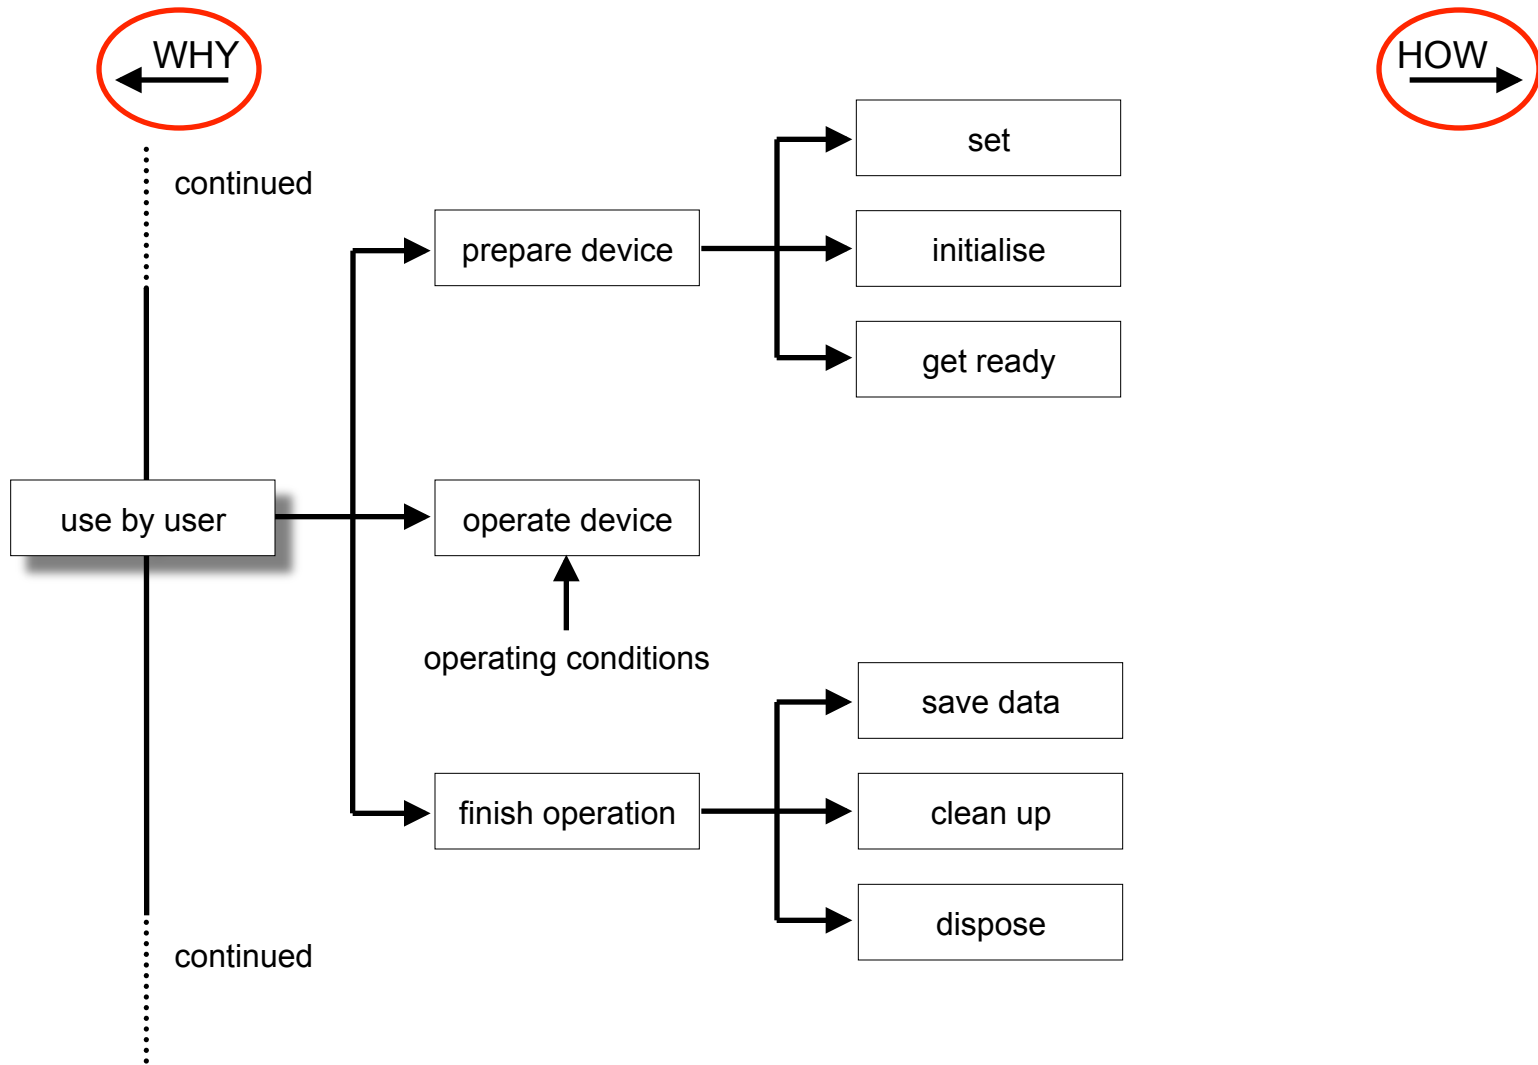 WHY
HOW
set
continued
prepare device
initialise
get ready
use by user
operate device
operating conditions
save data
finish operation
clean up
dispose
continued